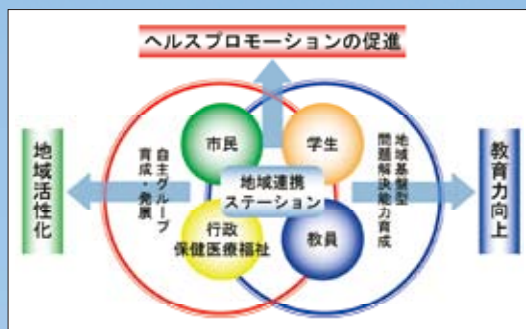 ヘルスプロモーションの促進
市民
学生
地域活性化
自主グループ
育成・発展
地域連携
ステーション
地域基盤型
問題解決能力育成
教育力向上
行政
保健医療福祉
教員